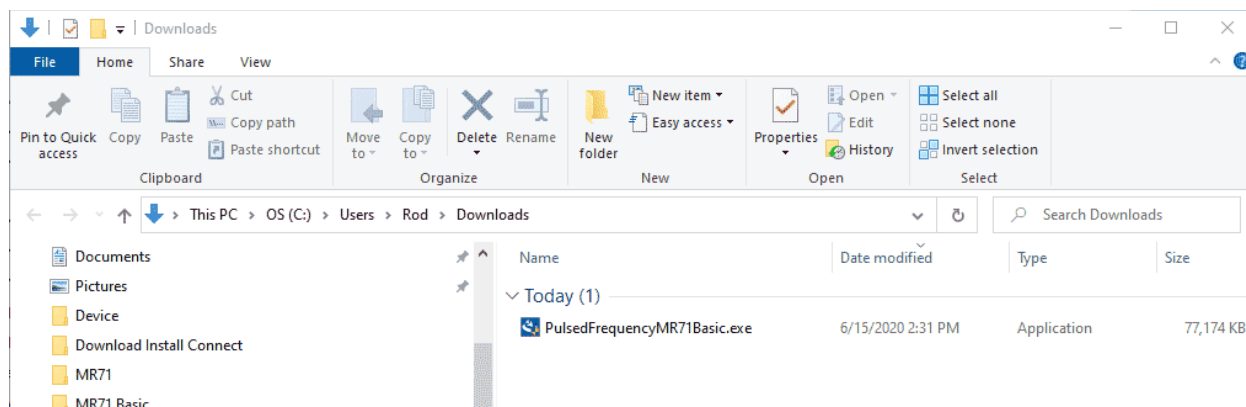 Downloads
File Home Share View
Pin to Quick access
Copy
Paste
Cut
Copy path
Paste shortcut
Clipboard
Move to
Copy to
Delete
Rename
Organize
New folder
New item
Easy access
New
Properties
Open
Edit
History
Open
Select all
Select none
Invert selection
Select
This PC > OS (C:) > Users > Rod > Downloads
Search Downloads
Documents
Pictures
Device
Download Install Connect
MR71
MR71 Basic
Name Date modified Type Size
Today (1)
PulsedFrequencyMR71Basic.exe 6/15/2020 2:31 PM Application 77,174 KB